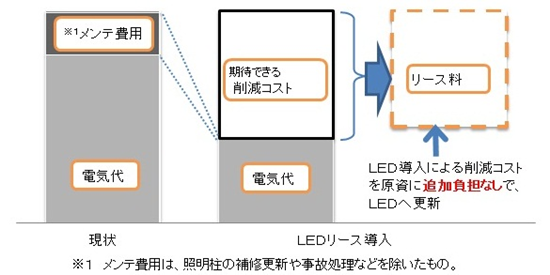 ※1メンテ費用
電気代
現状
期待できる
削減コスト
電気代
LEDリース導入
リース料
LED導入による削減コスト
を原資に追加負担なしで、
LEDへ更新
※1 メンテ費用は、照明柱の補修更新や事故処理などを除いたもの。